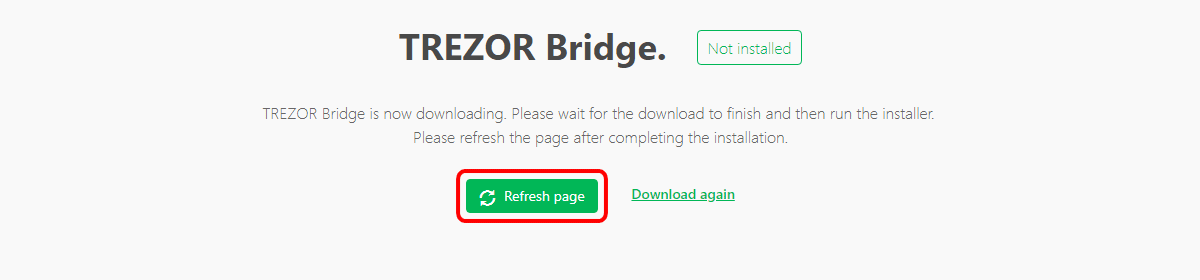 TREZOR Bridge. Not installed
TREZOR Bridge is now downloading. Please wait for the download to finish and then run the installer.
Please refresh the page after completing the installation.
Refresh page Download again